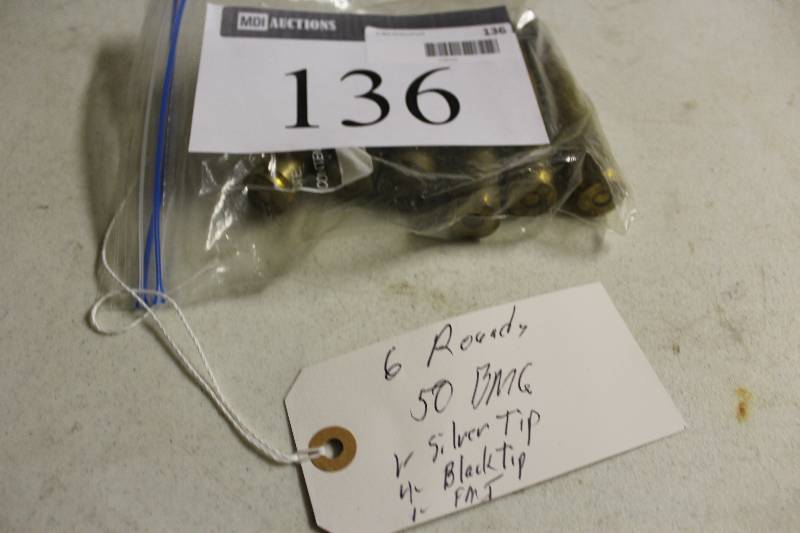 MDI AUCTIONS
136
136
6 Rounds
50 BMG
1- Silver Tip
4- Black tip
1- FMJ